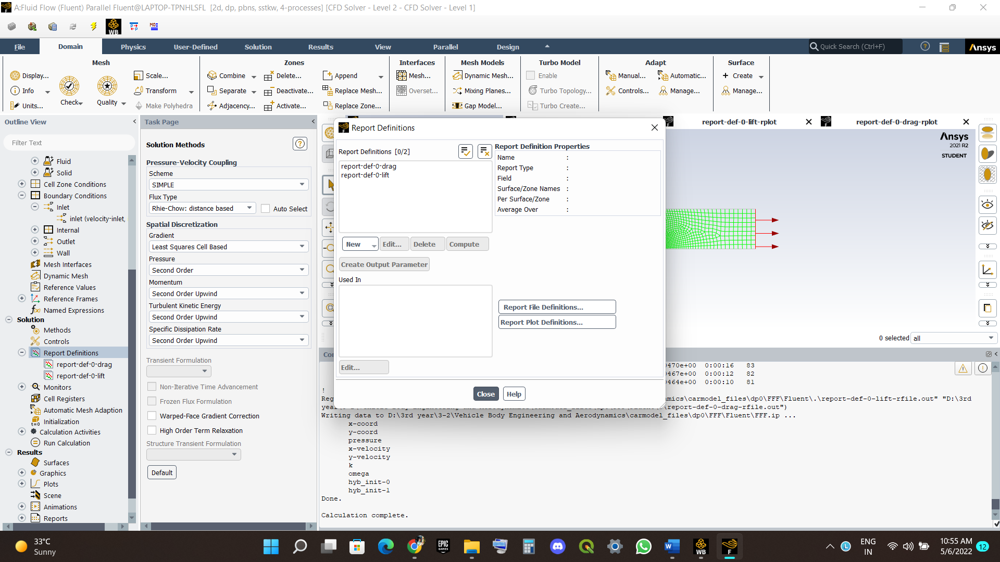 A:Fluid Flow (Fluent) Parallel Fluent@LAPTOP-TPNHLSFL [2d, dp, pbns, sstkw, 4-processes] [CFD Solver - Level 2 - CFD Solver - Level 1]
WB
File Domain Physics User-Defined Solution Results View Parallel Design Quick Search (Ctrl+F) Ansys
Mesh
Display...
Info
Units...
Check
Quality
Scale...
Transform
Make Polyhedra
Zones
Combine
Separate
Adjacency...
Delete...
Deactivate...
Activate...
Append
Replace Mesh...
Replace Zone...
Interfaces
Mesh...
Overset...
Mesh Models
Dynamic Mesh...
Mixing Planes...
Gap Model...
Turbo Model
Enable
Turbo Topology...
Turbo Create...
Adapt
Manual...
Controls...
Automatic...
Manage...
Surface
Create
Manage...
Outline View
Filter Text
Fluid
Solid
Cell Zone Conditions
Boundary Conditions
Inlet
inlet (velocity-inlet,
Internal
Outlet
Wall
Mesh Interfaces
Dynamic Mesh
Reference Values
Reference Frames
Named Expressions
Solution
Methods
Controls
Report Definitions
report-def-0-drag
report-def-0-lift
Monitors
Cell Registers
Automatic Mesh Adaption
Initialization
Calculation Activities
Run Calculation
Results
Surfaces
Graphics
Plots
Scene
Animations
Reports
Task Page
Solution Methods
Pressure-Velocity Coupling
Scheme
SIMPLE
Flux Type
Rhie-Chow: distance based Auto Select
Spatial Discretization
Gradient
Least Squares Cell Based
Pressure
Second Order
Momentum
Second Order Upwind
Turbulent Kinetic Energy
Second Order Upwind
Specific Dissipation Rate
Second Order Upwind
Transient Formulation
Non-Iterative Time Advancement
Frozen Flux Formulation
Warped-Face Gradient Correction
High Order Term Relaxation
Structure Transient Formulation
Default
Report Definitions
Report Definitions [0/2]
report-def-0-drag
report-def-0-lift
New Edit... Delete Compute
Create Output Parameter
Used In
Edit...
Report Definition Properties
Name :
Report Type :
Field :
Surface/Zone Names :
Per Surface/Zone :
Average Over :
Report File Definitions...
Report Plot Definitions...
Close Help
report-def-0-lift-rplot
report-def-0-drag-rplot
Ansys
2021 R2
STUDENT
0 selected all
470e+00 0:00:16 83
467e+00 0:00:12 82
464e+00 0:00:10 81
!
amics\carmodel_files\dp0\FFF\Fluent\.\report-def-0-lift-rfile.out" "D:\3rd
\report-def-0-drag-rfile.out")
Writing data to D:\3rd year\3-2\Vehicle Body Engineering and Aerodynamics\carmodel_files\dp0\FFF\Fluent\FFF.ip ...
x-coord
y-coord
pressure
x-velocity
y-velocity
k
omega
hyb_init-0
hyb_init-1
Done.
Calculation complete.
33°C
Sunny
EPIC
GAMES
WB
ENG
IN
10:55 AM
5/6/2022
12